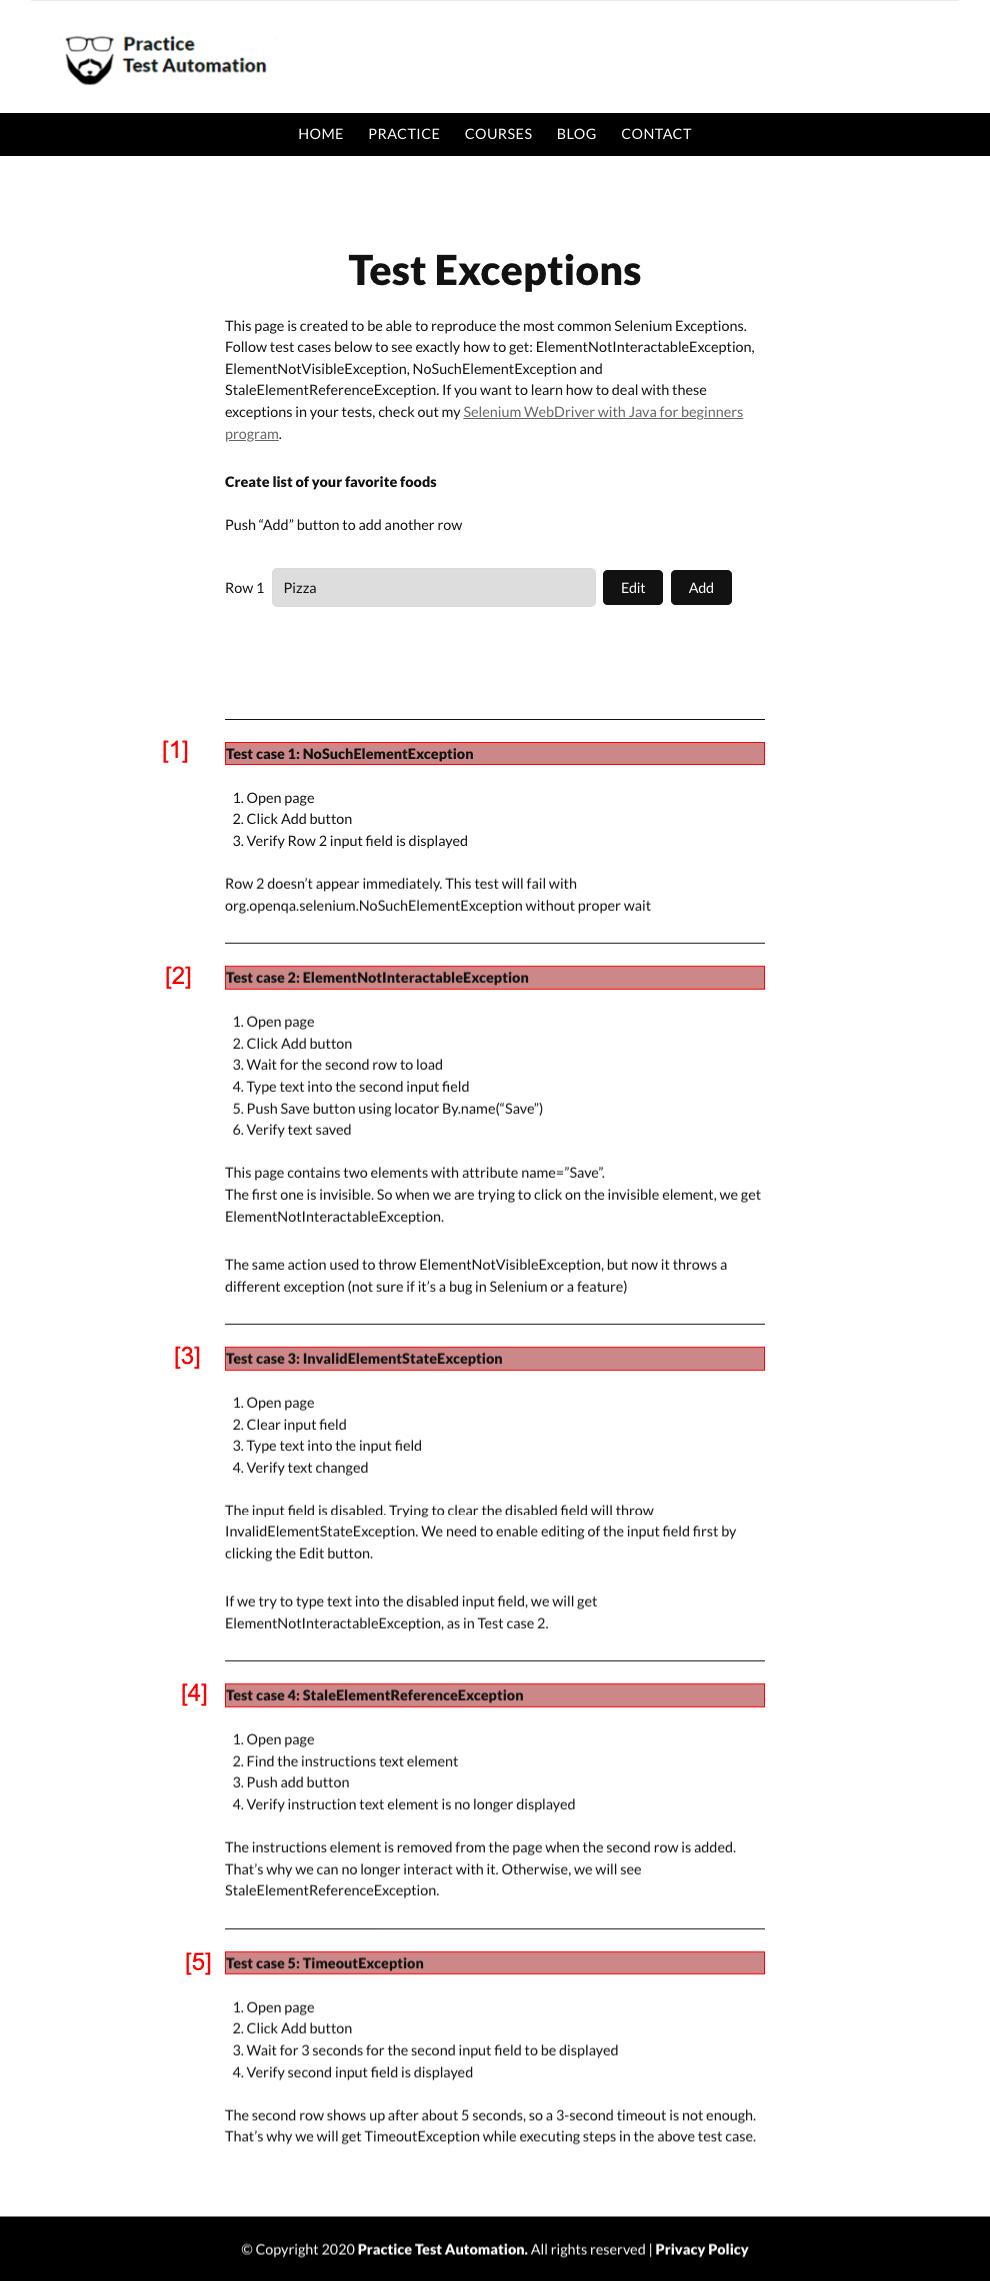 Practice
Test Automation
HOME PRACTICE COURSES BLOG CONTACT
Test Exceptions
This page is created to be able to reproduce the most common Selenium Exceptions.
Follow test cases below to see exactly how to get: ElementNotInteractableException,
ElementNotVisibleException, NoSuchElementException and
StaleElementReferenceException. If you want to learn how to deal with these
exceptions in your tests, check out my Selenium WebDriver with Java for beginners
program.
Create list of your favorite foods
Push “Add” button to add another row
Row 1 Pizza Edit Add
[1] Test case 1: NoSuchElementException
1. Open page
2. Click Add button
3. Verify Row 2 input field is displayed
Row 2 doesn’t appear immediately. This test will fail with
org.openqa.selenium.NoSuchElementException without proper wait
[2] Test case 2: ElementNotInteractableException
1. Open page
2. Click Add button
3. Wait for the second row to load
4. Type text into the second input field
5. Push Save button using locator By.name(“Save”)
6. Verify text saved
This page contains two elements with attribute name=”Save”.
The first one is invisible. So when we are trying to click on the invisible element, we get
ElementNotInteractableException.
The same action used to throw ElementNotVisibleException, but now it throws a
different exception (not sure if it’s a bug in Selenium or a feature)
[3] Test case 3: InvalidElementStateException
1. Open page
2. Clear input field
3. Type text into the input field
4. Verify text changed
The input field is disabled. Trying to clear the disabled field will throw
InvalidElementStateException. We need to enable editing of the input field first by
clicking the Edit button.
If we try to type text into the disabled input field, we will get
ElementNotInteractableException, as in Test case 2.
[4] Test case 4: StaleElementReferenceException
1. Open page
2. Find the instructions text element
3. Push add button
4. Verify instruction text element is no longer displayed
The instructions element is removed from the page when the second row is added.
That’s why we can no longer interact with it. Otherwise, we will see
StaleElementReferenceException.
[5] Test case 5: TimeoutException
1. Open page
2. Click Add button
3. Wait for 3 seconds for the second input field to be displayed
4. Verify second input field is displayed
The second row shows up after about 5 seconds, so a 3-second timeout is not enough.
That’s why we will get TimeoutException while executing steps in the above test case.
© Copyright 2020 Practice Test Automation. All rights reserved | Privacy Policy